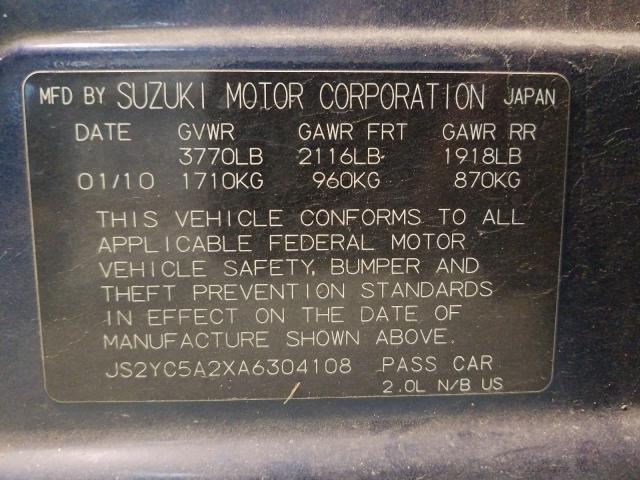 MFD BY SUZUKI MOTOR CORPORATION JAPAN
DATE GVWR GAWR FRT GAWR RR
3770LB 2116LB 1918LB
01/10 1710KG 960KG 870KG
THIS VEHICLE CONFORMS TO ALL
APPLICABLE FEDERAL MOTOR
VEHICLE SAFETY, BUMPER AND
THEFT PREVENTION STANDARDS
IN EFFECT ON THE DATE OF
MANUFACTURE SHOWN ABOVE.
JS2YC5A2XA6304108 PASS CAR
2.0L N/B US